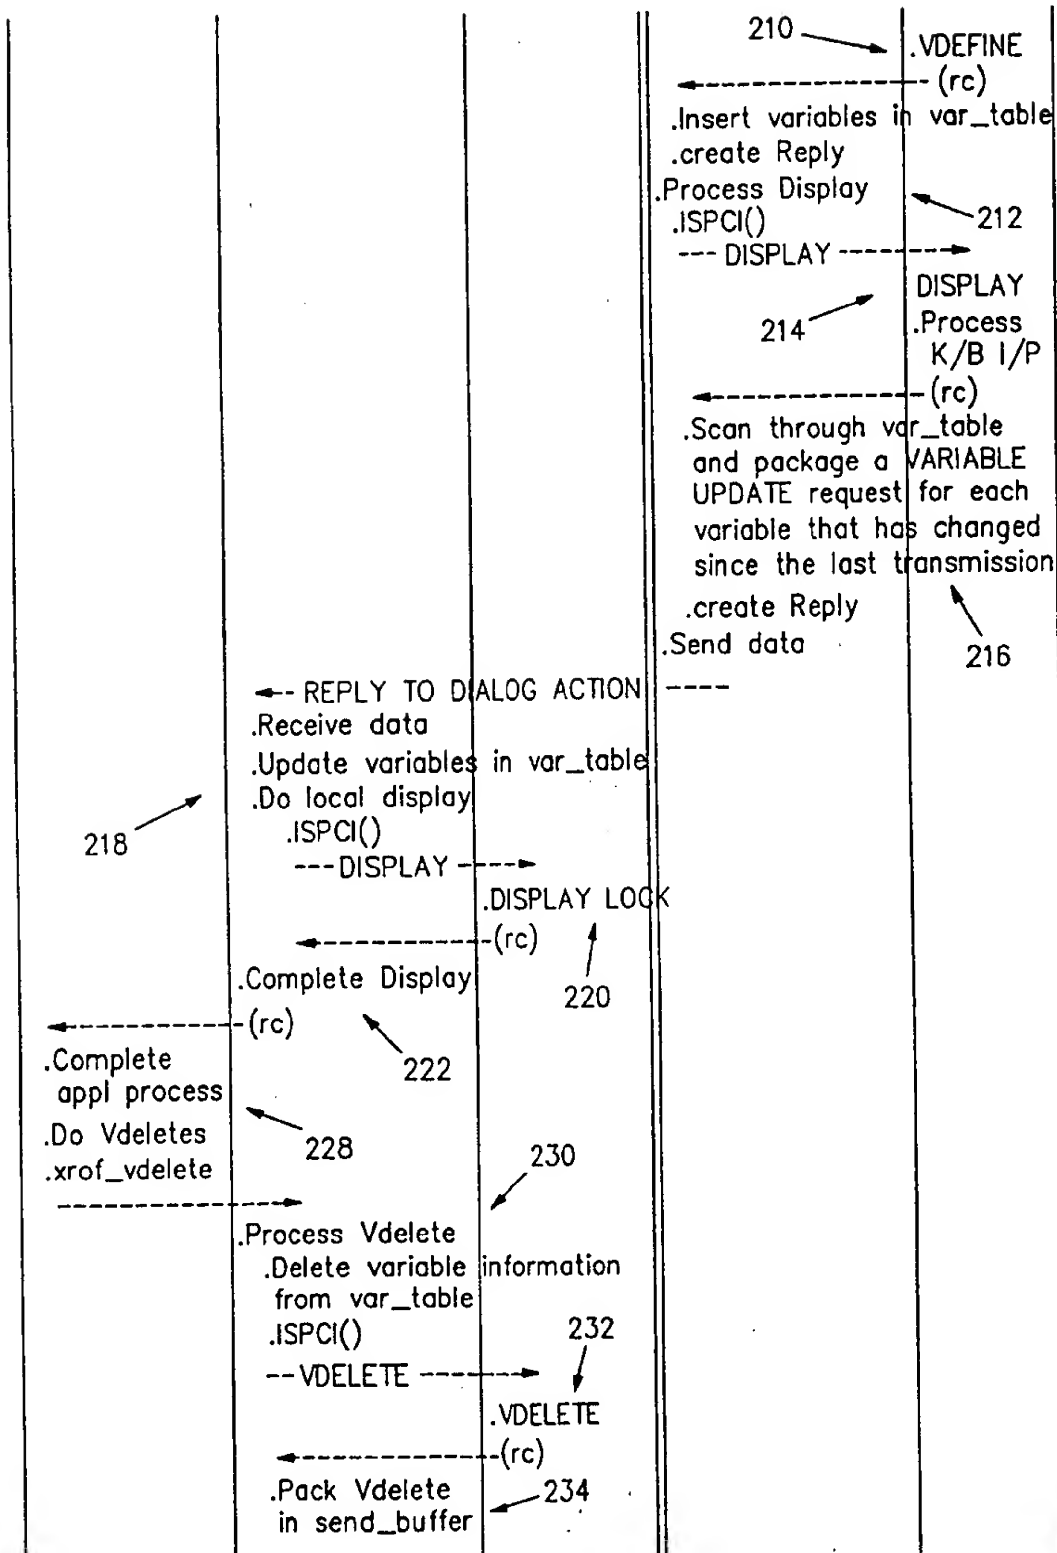 210
.VDEFINE
(rc)
.Insert variables in var_table
.create Reply
.Process Display
.ISPCI()
212
--- DISPLAY
DISPLAY
214
.Process
K/B I/P
(rc)
.Scan through var_table
and package a VARIABLE
UPDATE request for each
variable that has changed
since the last transmission
.create Reply
.Send data
216
REPLY TO DIALOG ACTION
.Receive data
.Update variables in var_table
.Do local display
218
.ISPCI()
---DISPLAY
.DISPLAY LOCK
(rc)
.Complete Display
220
(rc)
.Complete
appl process
222
.Do Vdeletes
228
.xrof_vdelete
230
.Process Vdelete
.Delete variable information
from var_table
.ISPCI()
232
--VDELETE
.VDELETE
(rc)
.Pack Vdelete
in send_buffer
234